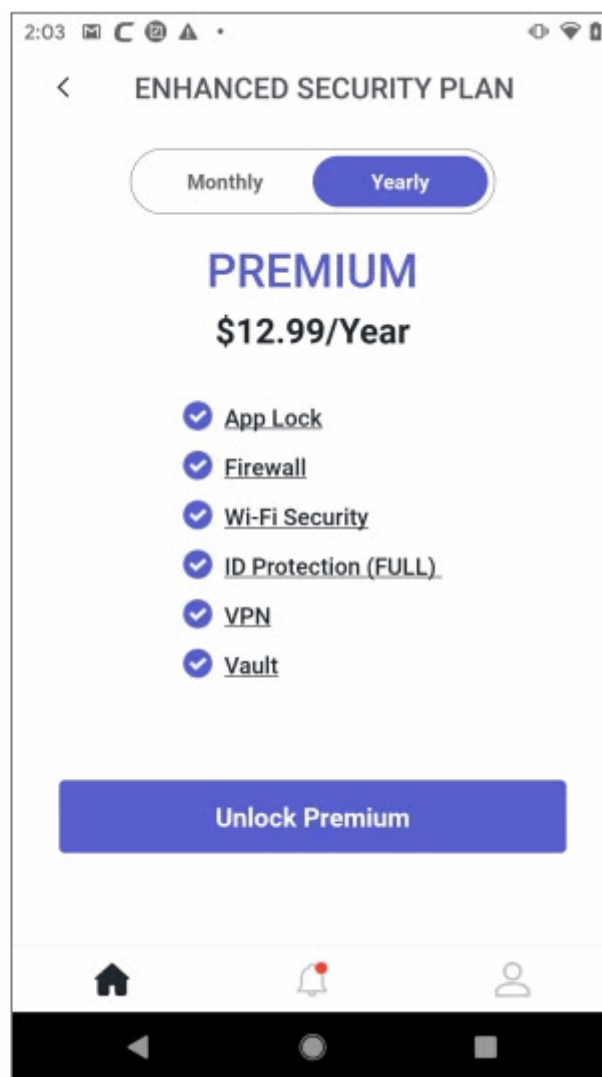 2:03
ENHANCED SECURITY PLAN
Monthly Yearly
PREMIUM
$12.99/Year
App Lock
Firewall
Wi-Fi Security
ID Protection (FULL)
VPN
Vault
Unlock Premium